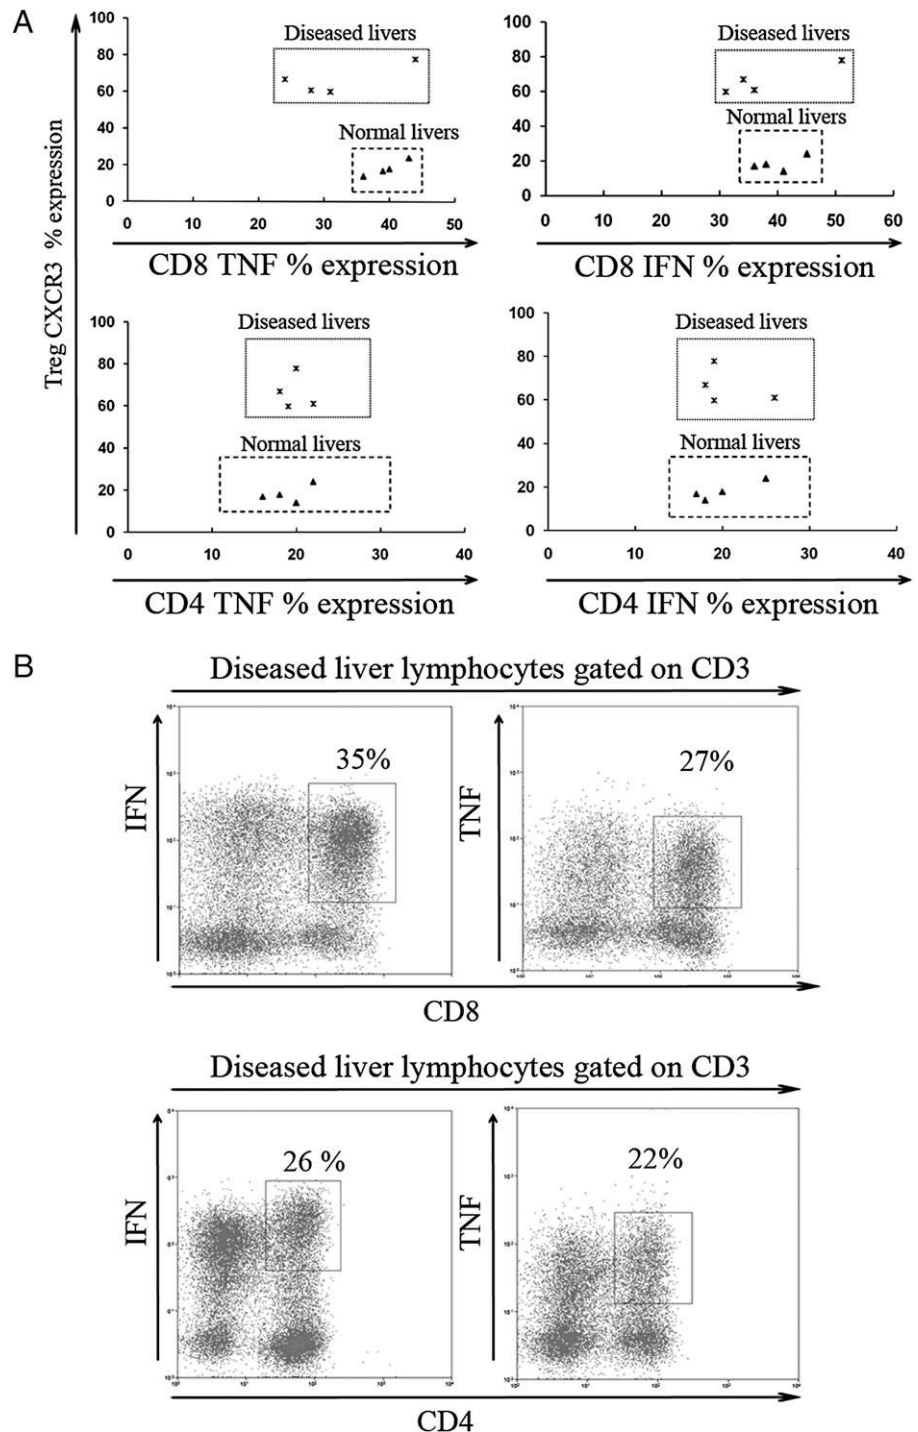 A
Treg CXCR3 % expression
100
80
60
40
20
0
Diseased livers
Normal livers
0 10 20 30 40 50
CD8 TNF % expression
100
80
60
40
20
0
Diseased livers
Normal livers
0 10 20 30 40 50 60
CD8 IFN % expression
100
80
60
40
20
0
Diseased livers
Normal livers
0 10 20 30 40
CD4 TNF % expression
100
80
60
40
20
0
Diseased livers
Normal livers
0 10 20 30 40
CD4 IFN % expression
B
Diseased liver lymphocytes gated on CD3
IFN
35%
TNF
27%
CD8
Diseased liver lymphocytes gated on CD3
IFN
26 %
TNF
22%
CD4